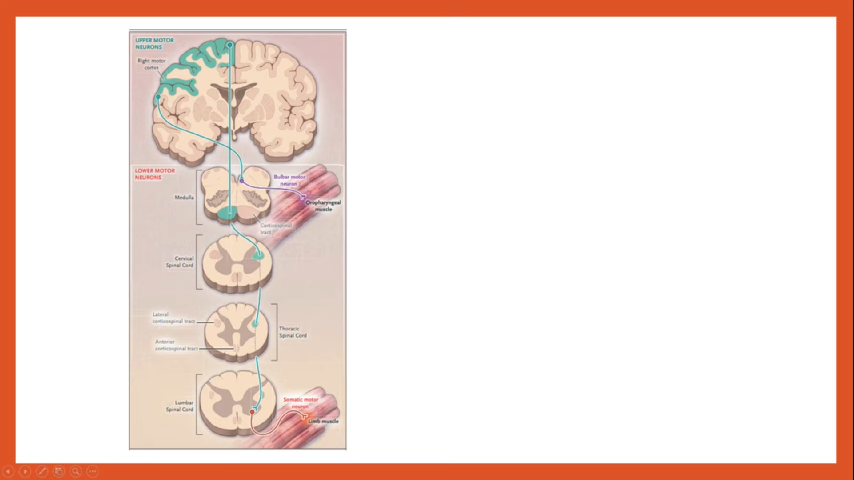 UPPER MOTOR
NEURONS
Right motor
cortex
LOWER MOTOR
NEURONS
Bulbar motor
neuron
Medulla
Oropharyngeal
muscle
Corticospinal
tract
Cervical
Spinal Cord
Lateral
corticospinal tract
Thoracic
Spinal Cord
Anterior
corticospinal tract
Lumbar
Spinal Cord
Somatic motor
neuron
Limb muscle